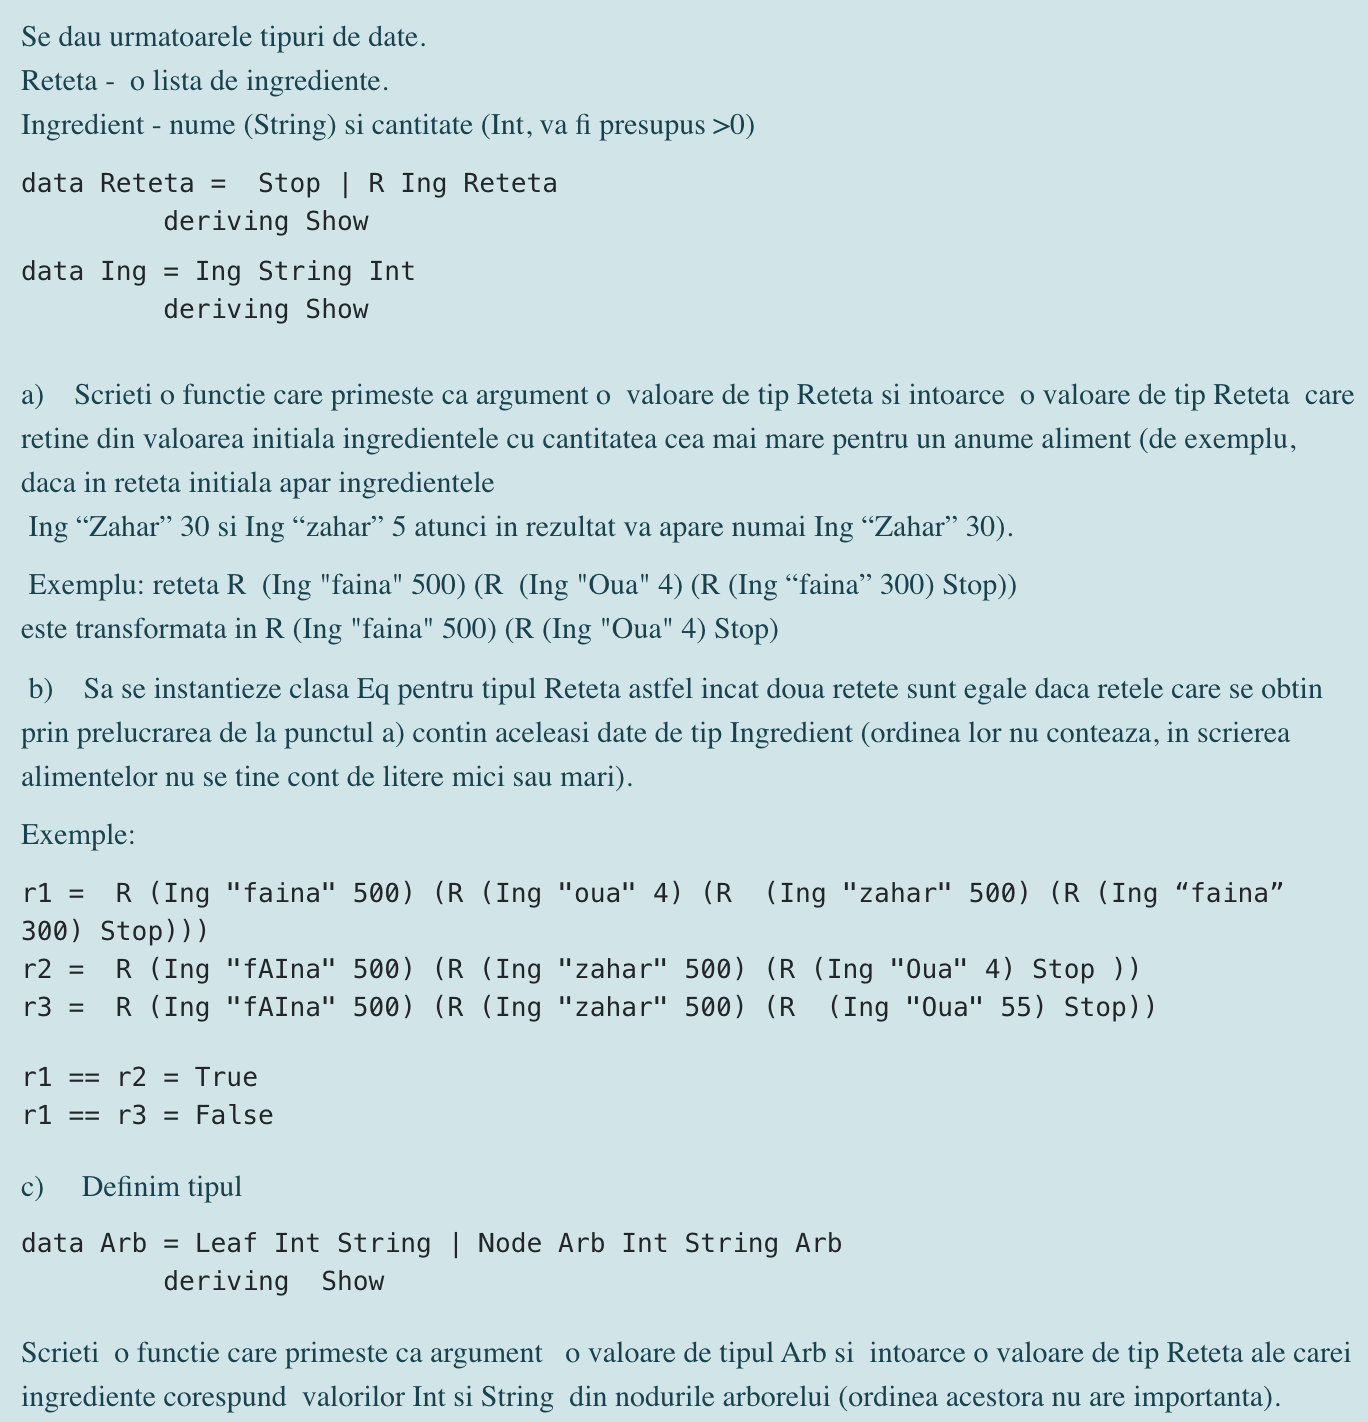 Se dau urmatoarele tipuri de date.
Reteta -  o lista de ingrediente.
Ingredient - nume (String) si cantitate (Int, va fi presupus >0)
data Reteta =  Stop | R Ing Reteta
         deriving Show
data Ing = Ing String Int
         deriving Show
a)    Scrieti o functie care primeste ca argument o  valoare de tip Reteta si intoarce  o valoare de tip Reteta  care
retine din valoarea initiala ingredientele cu cantitatea cea mai mare pentru un anume aliment (de exemplu,
daca in reteta initiala apar ingredientele
 Ing “Zahar” 30 si Ing “zahar” 5 atunci in rezultat va apare numai Ing “Zahar” 30).
 Exemplu: reteta R  (Ing "faina" 500) (R  (Ing "Oua" 4) (R (Ing “faina” 300) Stop))
este transformata in R (Ing "faina" 500) (R (Ing "Oua" 4) Stop)
 b)    Sa se instantieze clasa Eq pentru tipul Reteta astfel incat doua retete sunt egale daca retele care se obtin
prin prelucrarea de la punctul a) contin aceleasi date de tip Ingredient (ordinea lor nu conteaza, in scrierea
alimentelor nu se tine cont de litere mici sau mari).
Exemple:
r1 =  R (Ing "faina" 500) (R (Ing "oua" 4) (R  (Ing "zahar" 500) (R (Ing “faina”
300) Stop)))
r2 =  R (Ing "fAIna" 500) (R (Ing "zahar" 500) (R (Ing "Oua" 4) Stop ))
r3 =  R (Ing "fAIna" 500) (R (Ing "zahar" 500) (R  (Ing "Oua" 55) Stop))
r1 == r2 = True
r1 == r3 = False
c)     Definim tipul
data Arb = Leaf Int String | Node Arb Int String Arb
         deriving  Show
Scrieti  o functie care primeste ca argument   o valoare de tipul Arb si  intoarce o valoare de tip Reteta ale carei
ingrediente corespund  valorilor Int si String  din nodurile arborelui (ordinea acestora nu are importanta).